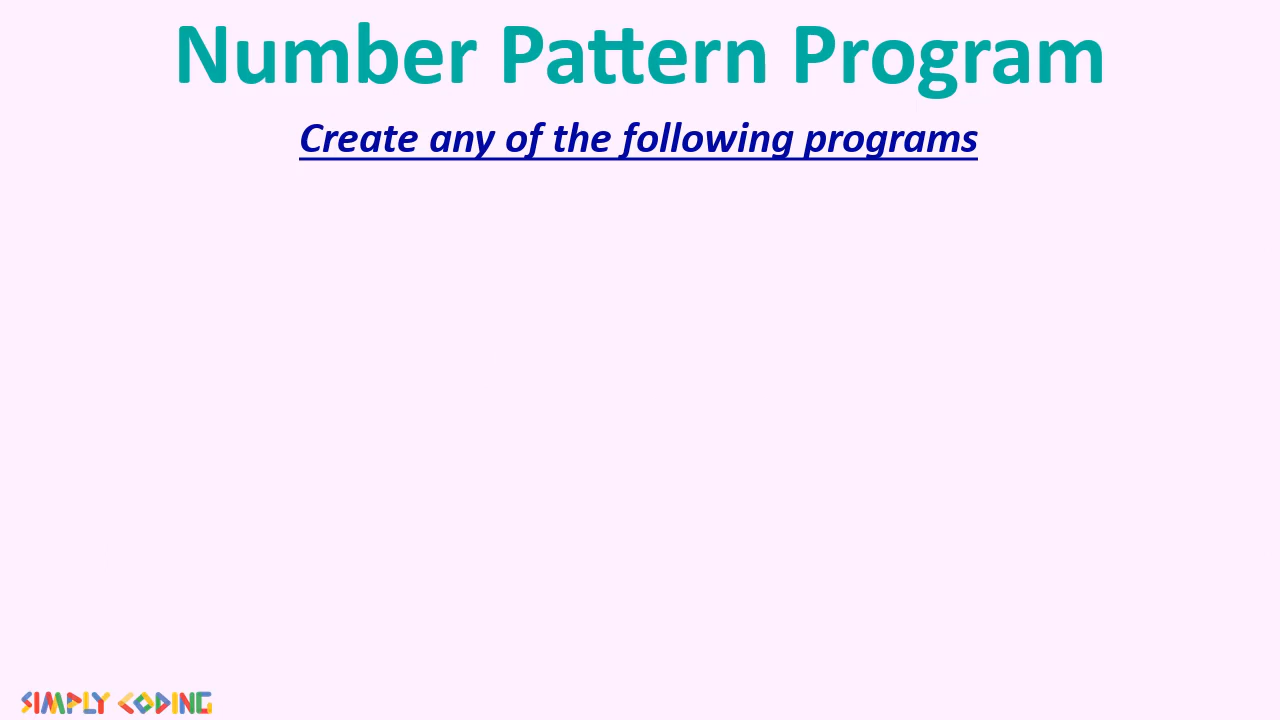 Number Pattern Program
Create any of the following programs
SIMPLY CODING